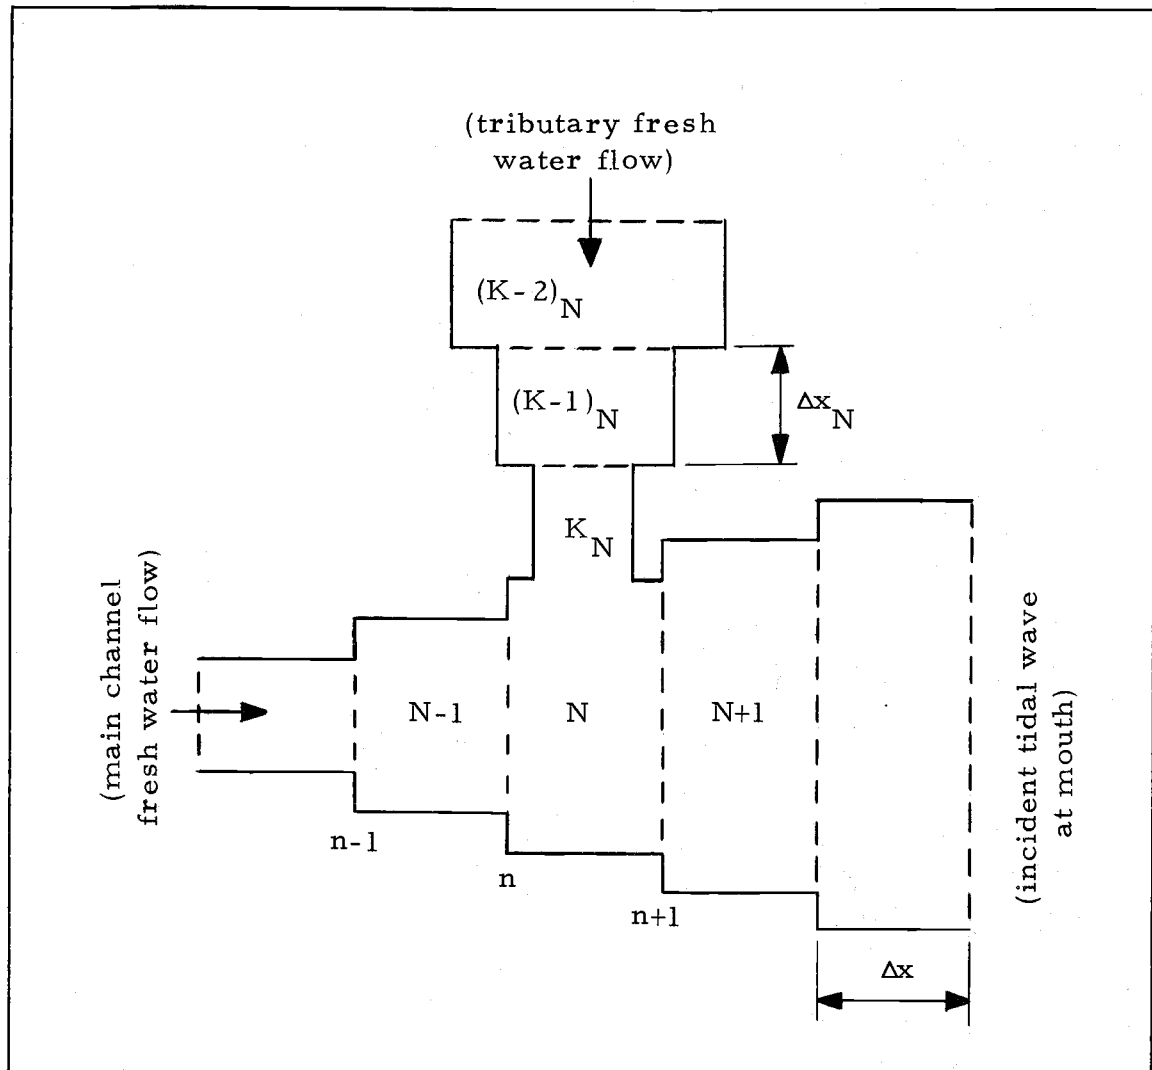 (tributary fresh
water flow)
(K-2)N
(K-1)N
ΔxN
KN
(main channel
fresh water flow)
N-1
N
N+1
(incident tidal wave
at mouth)
n-1
n
n+1
Δx